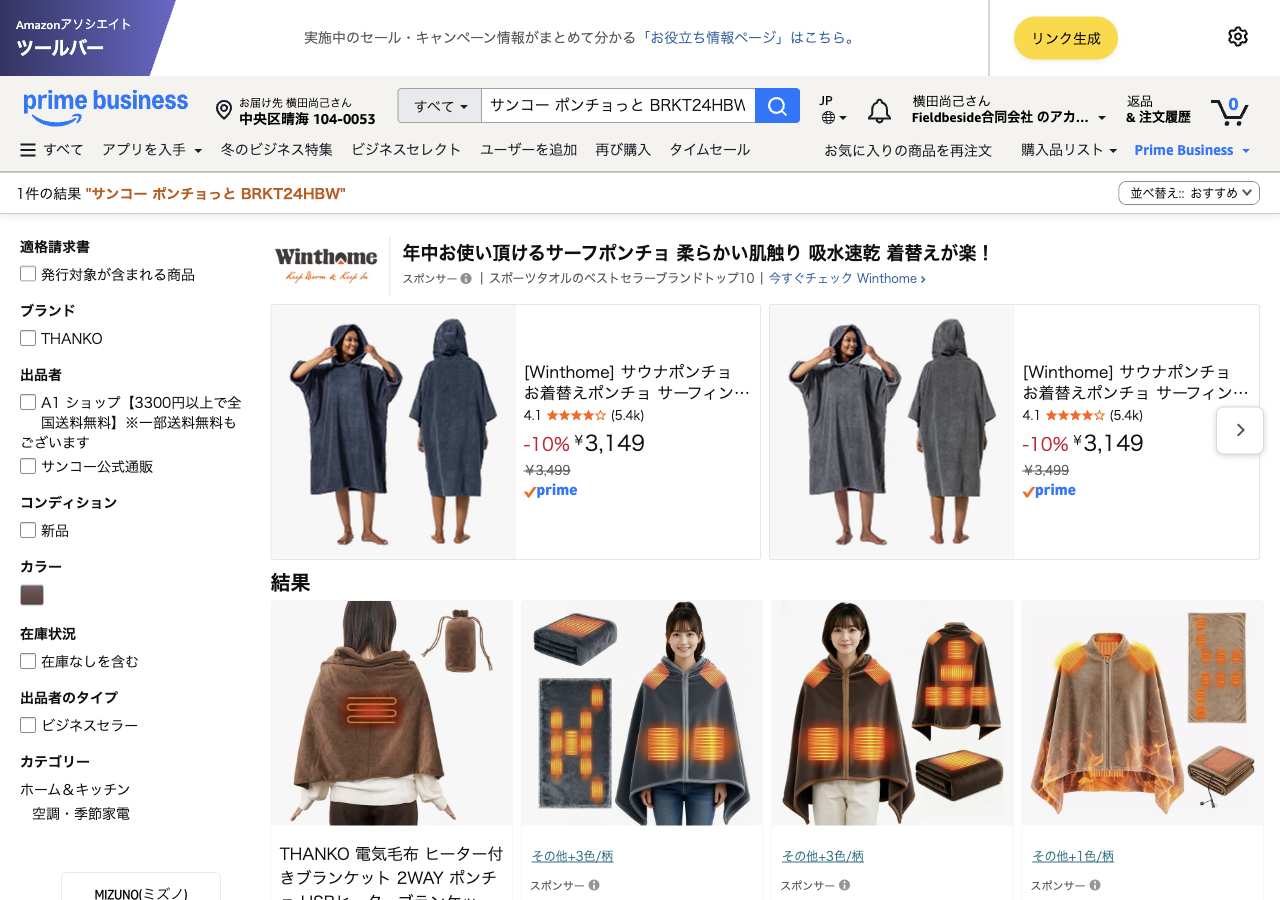 Amazonアソシエイト
ツールバー
実施中のセール・キャンペーン情報がまとめて分かる「お役立ち情報ページ」はこちら。
リンク生成
prime business
お届け先 横田尚己さん
中央区晴海 104-0053
すべて
サンコー ポンチョっと BRKT24HBW
JP
横田尚己さん
Fieldbeside合同会社 のアカ...
返品
& 注文履歴
0
すべて
アプリを入手
冬のビジネス特集
ビジネスセレクト
ユーザーを追加
再び購入
タイムセール
お気に入りの商品を再注文
購入品リスト
Prime Business
1件の結果 "サンコー ポンチョっと BRKT24HBW"
並べ替え:: おすすめ
適格請求書
発行対象が含まれる商品
ブランド
THANKO
出品者
A1 ショップ【3300円以上で全
国送料無料】※一部送料無料も
ございます
サンコー公式通販
コンディション
新品
カラー
在庫状況
在庫なしを含む
出品者のタイプ
ビジネスセラー
カテゴリー
ホーム＆キッチン
空調・季節家電
MIZUNO(ミズノ)
Winthome
Keep Warm & Keep In
年中お使い頂けるサーフポンチョ 柔らかい肌触り 吸水速乾 着替えが楽！
スポンサー | スポーツタオルのベストセラーブランドトップ10 | 今すぐチェック Winthome ›
[Winthome] サウナポンチョ
お着替えポンチョ サーフィン…
4.1 (5.4k)
-10% ¥3,149
¥3,499
prime
[Winthome] サウナポンチョ
お着替えポンチョ サーフィン…
4.1 (5.4k)
-10% ¥3,149
¥3,499
prime
結果
THANKO 電気毛布 ヒーター付
きブランケット 2WAY ポンチ
ョ USBヒーターブランケッ
その他+3色/柄
スポンサー
その他+3色/柄
スポンサー
その他+1色/柄
スポンサー